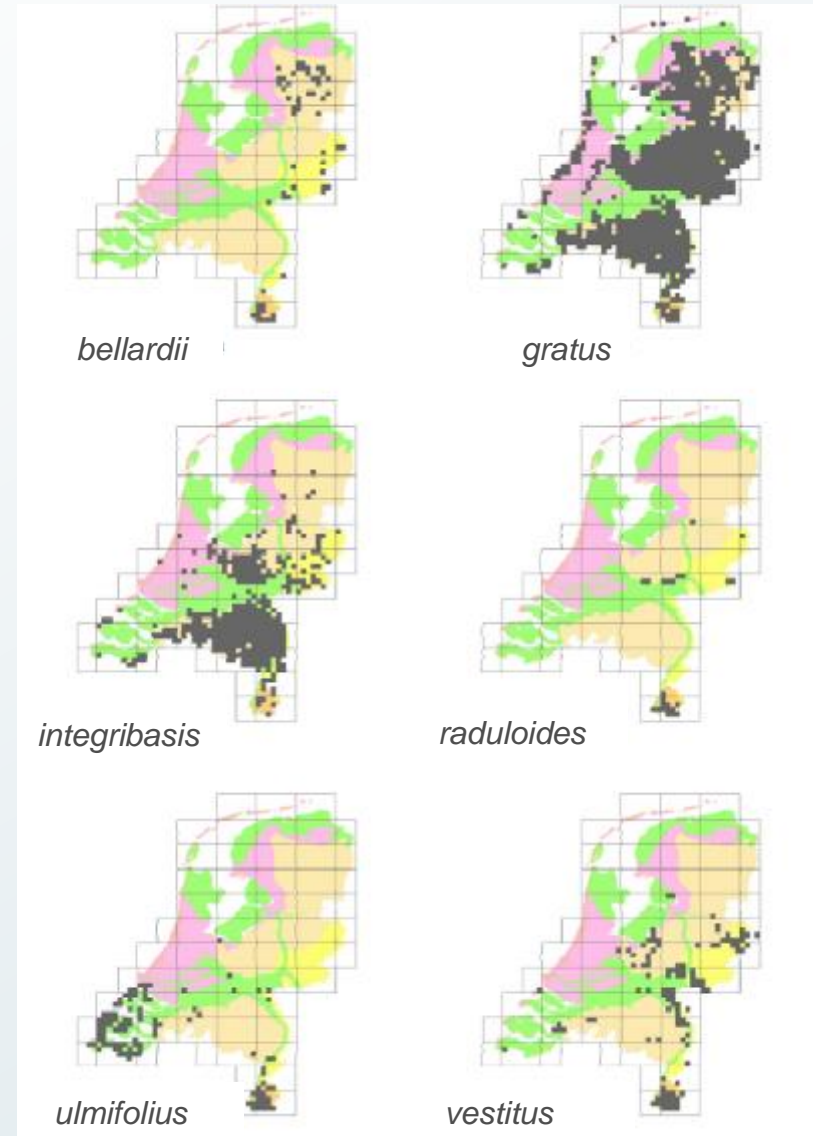 bellardii
gratus
integribasis
raduloides
ulmifolius
vestitus